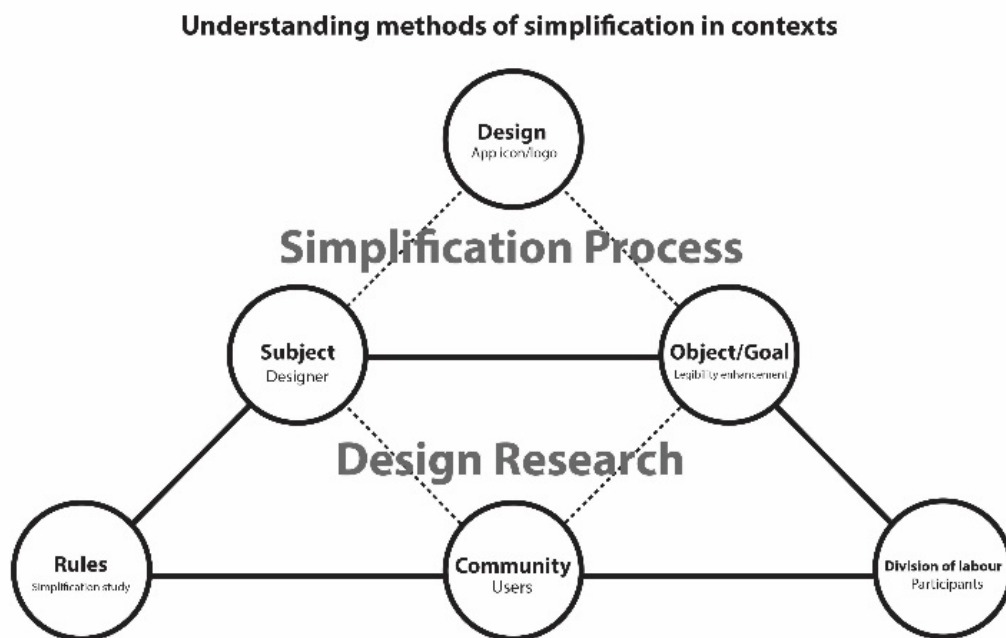 Understanding methods of simplification in contexts
Design
App icon/logo
Simplification Process
Subject
Designer
Object/Goal
Legibility enhancement
Design Research
Rules
Simplification study
Community
Users
Division of labour
Participants